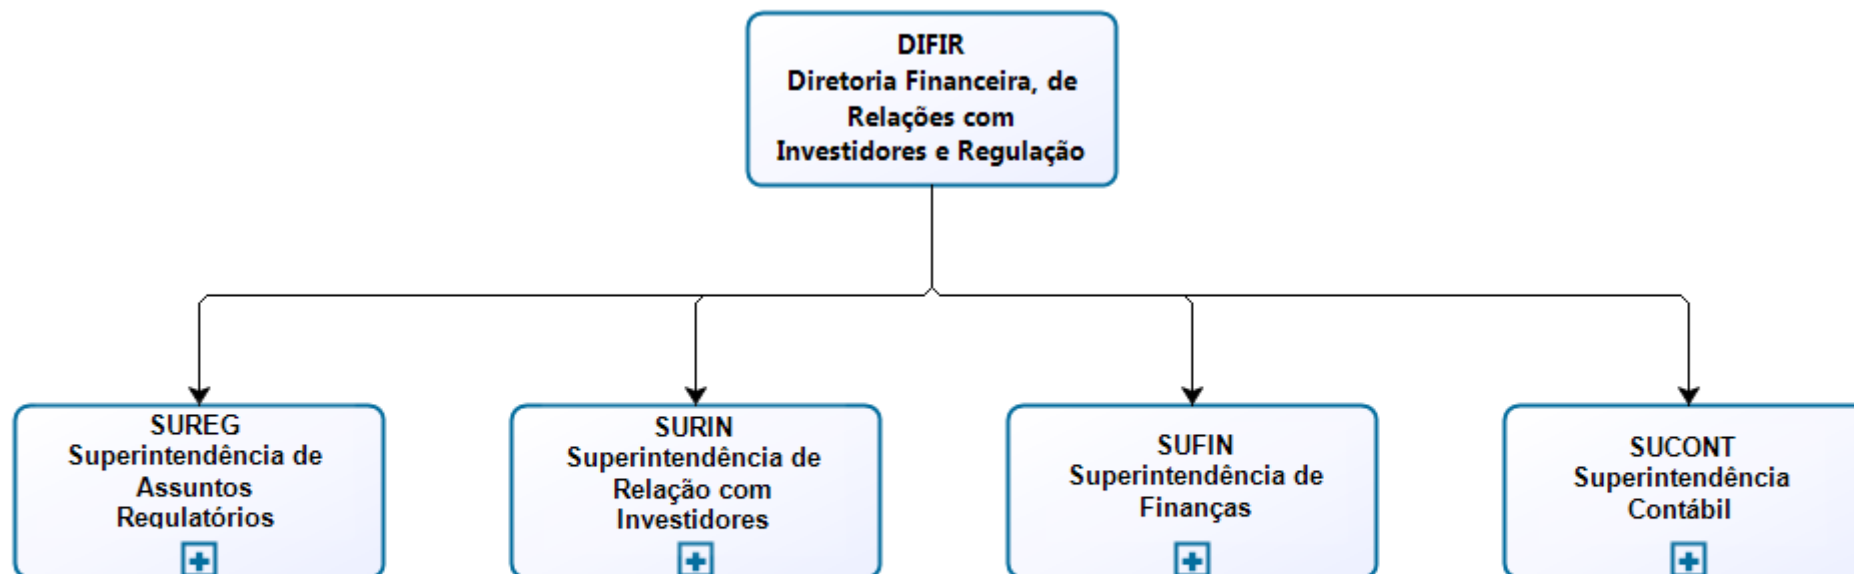 DIFIR
Diretoria Financeira, de
Relações com
Investidores e Regulação
SUREG
Superintendência de
Assuntos
Regulatórios
SURIN
Superintendência de
Relação com
Investidores
SUFIN
Superintendência de
Finanças
SUCONT
Superintendência
Contábil